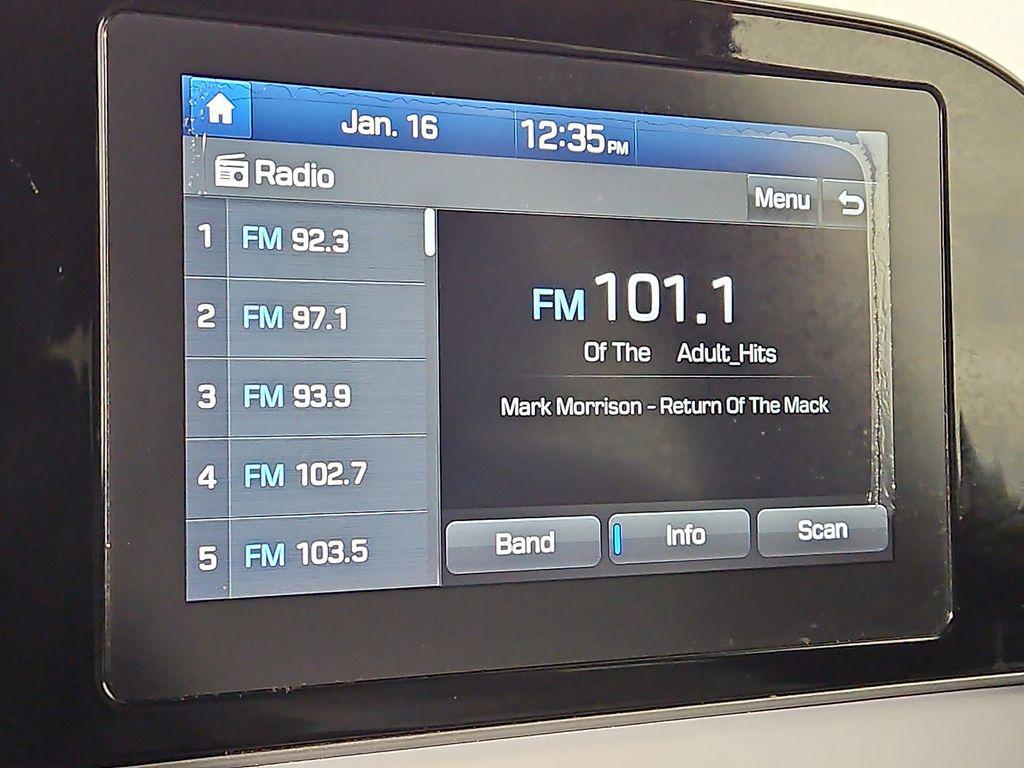 Jan. 16 12:35 PM
Radio
Menu
1 FM 92.3
2 FM 97.1
3 FM 93.9
4 FM 102.7
5 FM 103.5
FM 101.1
Of The Adult_Hits
Mark Morrison - Return Of The Mack
Band Info Scan